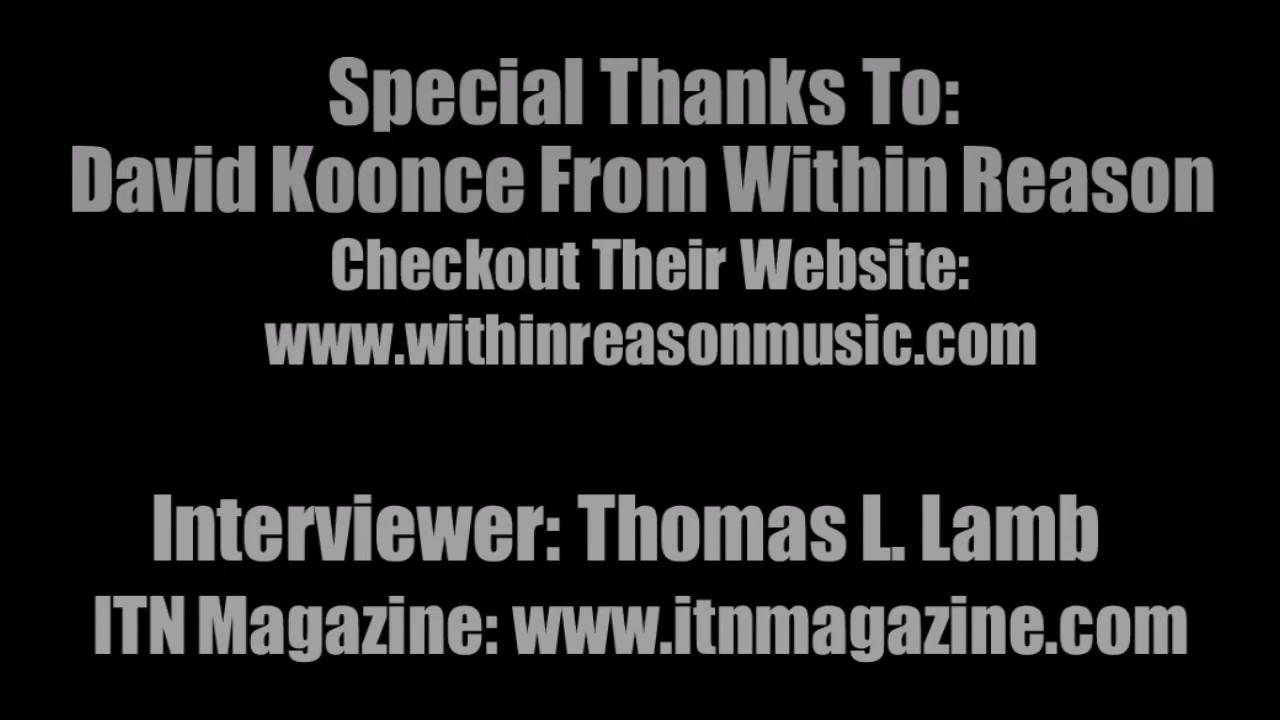 Special Thanks To:
David Koonce From Within Reason
Checkout Their Website:
www.withinreasonmusic.com
Interviewer: Thomas L. Lamb
ITN Magazine: www.itnmagazine.com